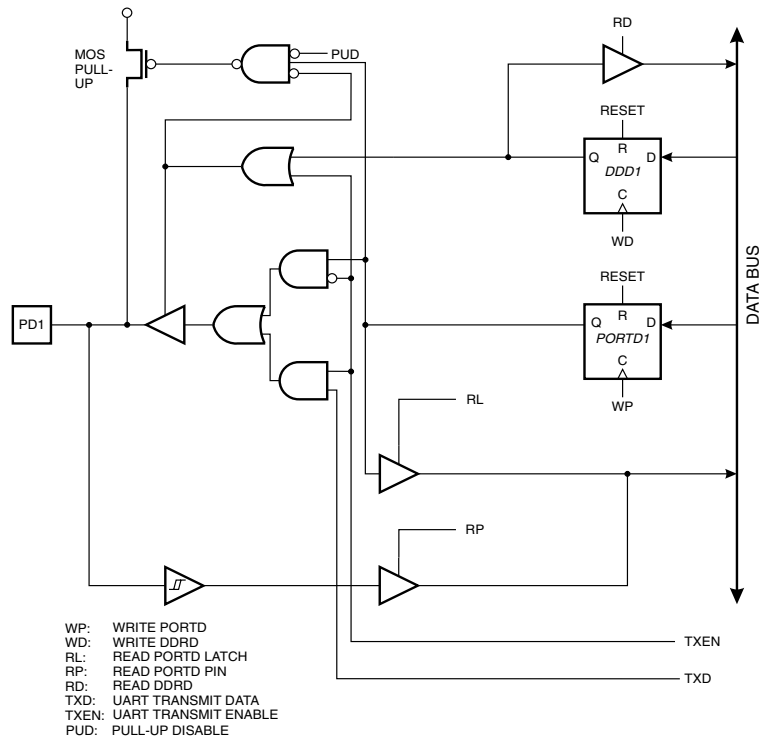 RD
MOS
PULL-
UP
PUD
RESET
R
Q
D
DDD1
C
WD
RESET
R
Q
D
PORTD1
C
WP
PD1
DATA BUS
RL
RP
WP: WRITE PORTD
WD: WRITE DDRD
RL: READ PORTD LATCH
RP: READ PORTD PIN
RD: READ DDRD
TXD: UART TRANSMIT DATA
TXEN: UART TRANSMIT ENABLE
PUD: PULL-UP DISABLE
TXEN
TXD